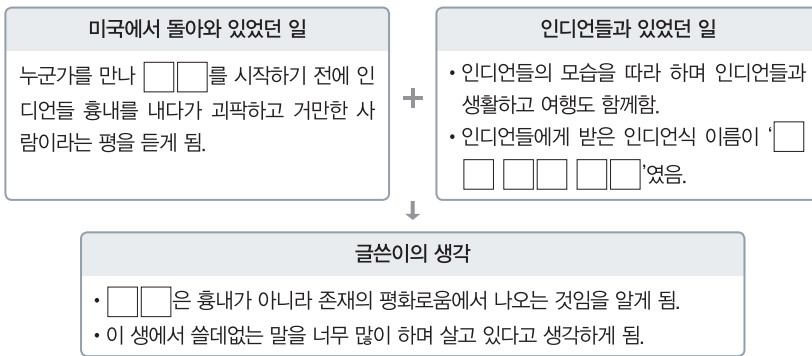 미국에서 돌아와 있었던 일
누군가를 만나 □□를 시작하기 전에 인
디언들 흉내를 내다가 괴팍하고 거만한 사
람이라는 평을 듣게 됨.
+
인디언들과 있었던 일
• 인디언들의 모습을 따라 하며 인디언들과
생활하고 여행도 함께함.
• 인디언들에게 받은 인디언식 이름이 ‘□
□ □□ □□’였음.
글쓴이의 생각
• □□은 흉내가 아니라 존재의 평화로움에서 나오는 것임을 알게 됨.
• 이 생에서 쓸데없는 말을 너무 많이 하며 살고 있다고 생각하게 됨.